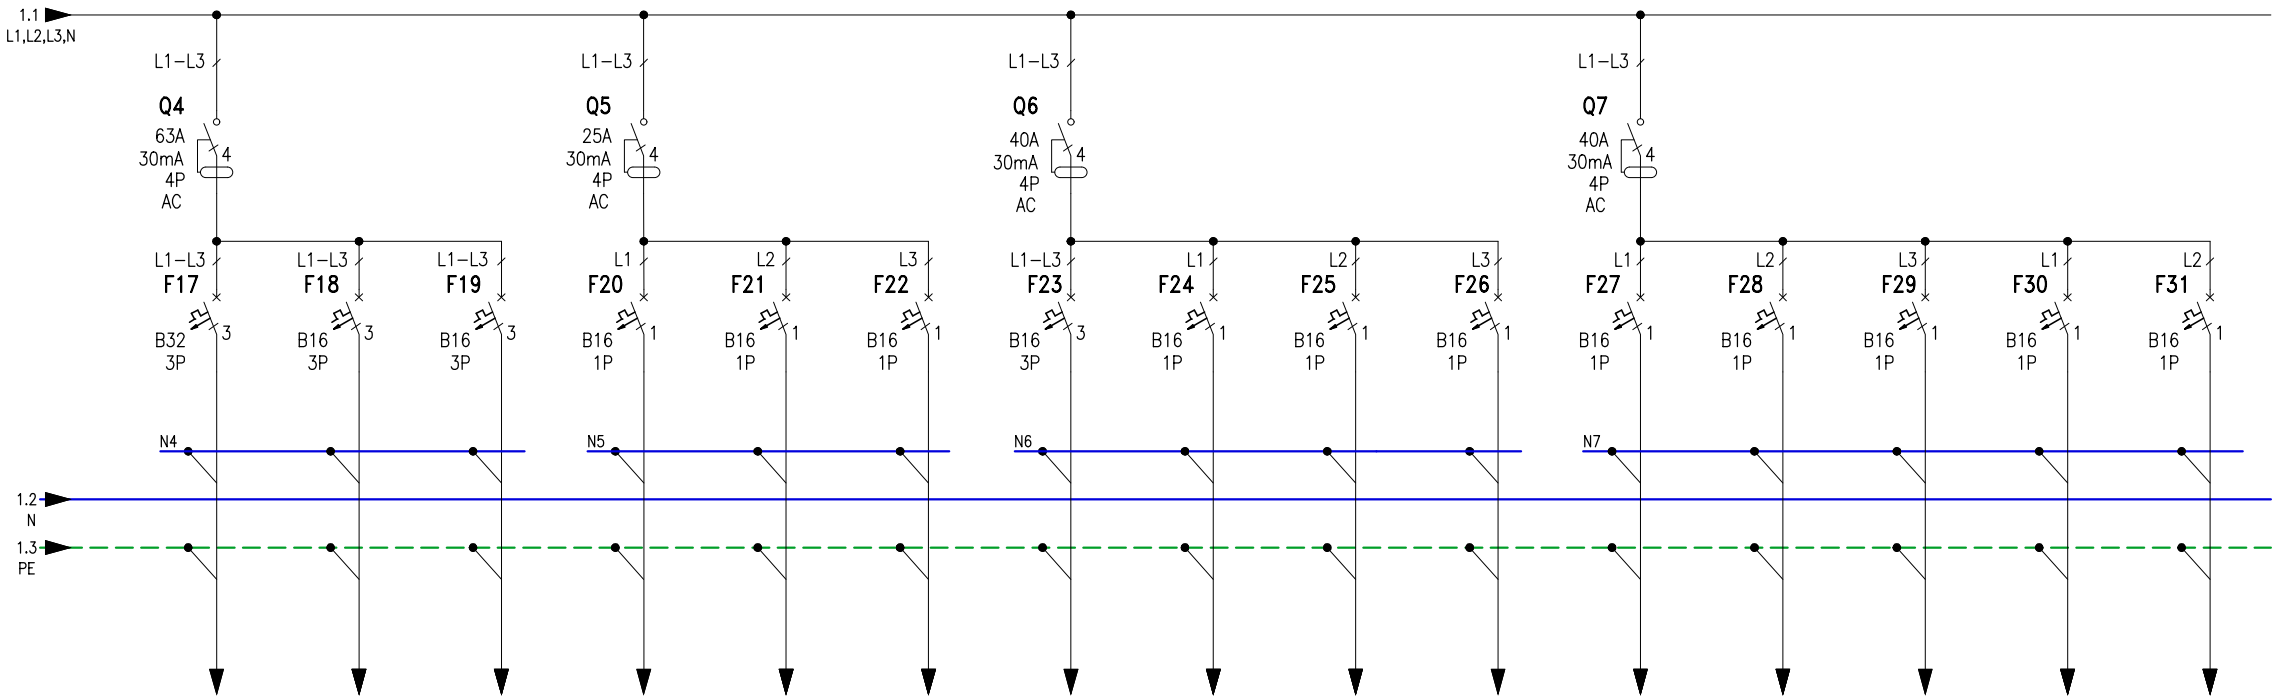 1.1
L1,L2,L3,N
L1-L3 L1-L3 L1-L3 L1-L3
Q4 Q5 Q6 Q7
63A 25A 40A 40A
30mA 4 30mA 4 30mA 4 30mA 4
4P 4P 4P 4P
AC AC AC AC
L1-L3 L1-L3 L1-L3 L1 L2 L3 L1-L3 L1 L2 L3 L1 L2 L3 L1 L2
F17 F18 F19 F20 F21 F22 F23 F24 F25 F26 F27 F28 F29 F30 F31
3 3 3 1 1 1 3 1 1 1 1 1 1 1 1
B32 B16 B16 B16 B16 B16 B16 B16 B16 B16 B16 B16 B16 B16 B16
3P 3P 3P 1P 1P 1P 3P 1P 1P 1P 1P 1P 1P 1P 1P
N4 N5 N6 N7
1.2
N
1.3
PE